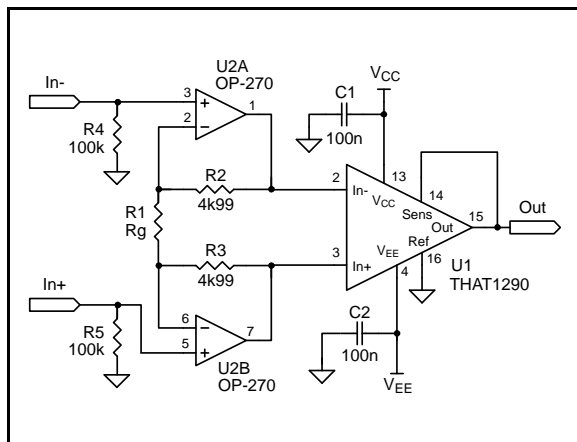 U2A
OP-270
In-
3
+
1
2
−
R4
100k
R2
4k99
R1
Rg
R3
4k99
In+
R5
100k
6
−
7
5
+
U2B
OP-270
C1
100n
VCC
13
2
In-
VCC
14
Sens
15
Out
Out
3
In+
VEE
Ref
4
16
U1
THAT1290
C2
100n
VEE